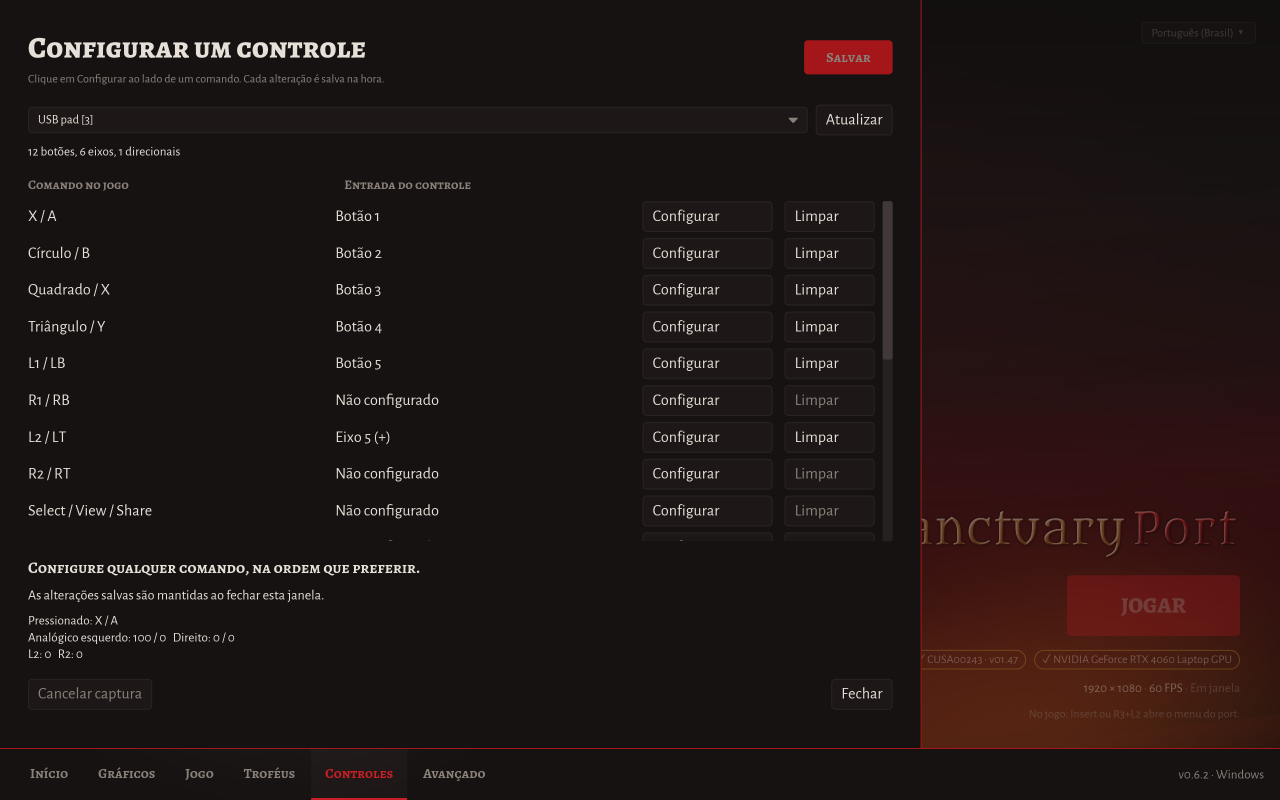 Configurar um controle
Salvar
Português (Brasil)
Clique em Configurar ao lado de um comando. Cada alteração é salva na hora.
USB pad [3]
Atualizar
12 botões, 6 eixos, 1 direcionais
Comando no jogo Entrada do controle
X / A Botão 1 Configurar Limpar
Círculo / B Botão 2 Configurar Limpar
Quadrado / X Botão 3 Configurar Limpar
Triângulo / Y Botão 4 Configurar Limpar
L1 / LB Botão 5 Configurar Limpar
R1 / RB Não configurado Configurar Limpar
L2 / LT Eixo 5 (+) Configurar Limpar
R2 / RT Não configurado Configurar Limpar
Select / View / Share Não configurado Configurar Limpar
Configure qualquer comando, na ordem que preferir.
As alterações salvas são mantidas ao fechar esta janela.
Pressionado: X / A
Analógico esquerdo: 100 / 0 Direito: 0 / 0
L2: 0 R2: 0
Cancelar captura
Fechar
anctuary Port
JOGAR
✓ CUSA00243 · v01.47 ✓ NVIDIA GeForce RTX 4060 Laptop GPU
1920 × 1080 · 60 FPS · Em janela
No jogo: Insert ou R3+L2 abre o menu do port.
Início Gráficos Jogo Troféus Controles Avançado
v0.6.2 · Windows